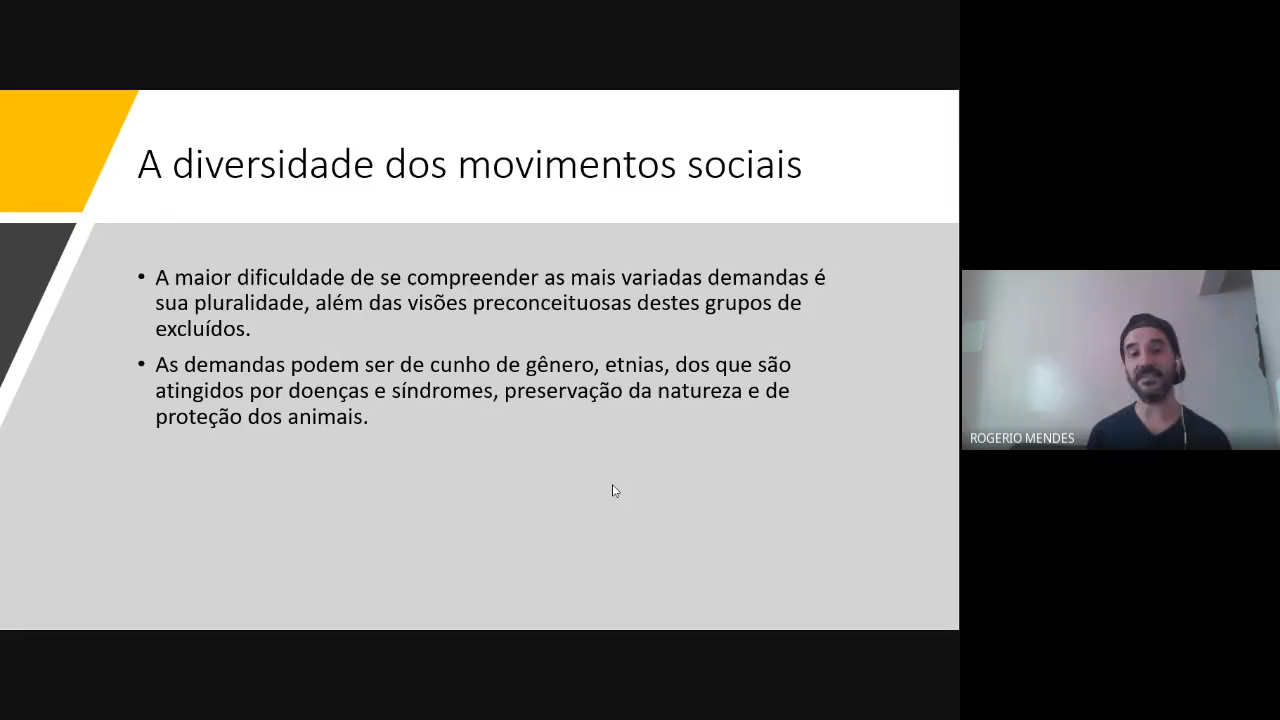 A diversidade dos movimentos sociais
• A maior dificuldade de se compreender as mais variadas demandas é
sua pluralidade, além das visões preconceituosas destes grupos de
excluídos.
• As demandas podem ser de cunho de gênero, etnias, dos que são
atingidos por doenças e síndromes, preservação da natureza e de
proteção dos animais.
ROGERIO MENDES